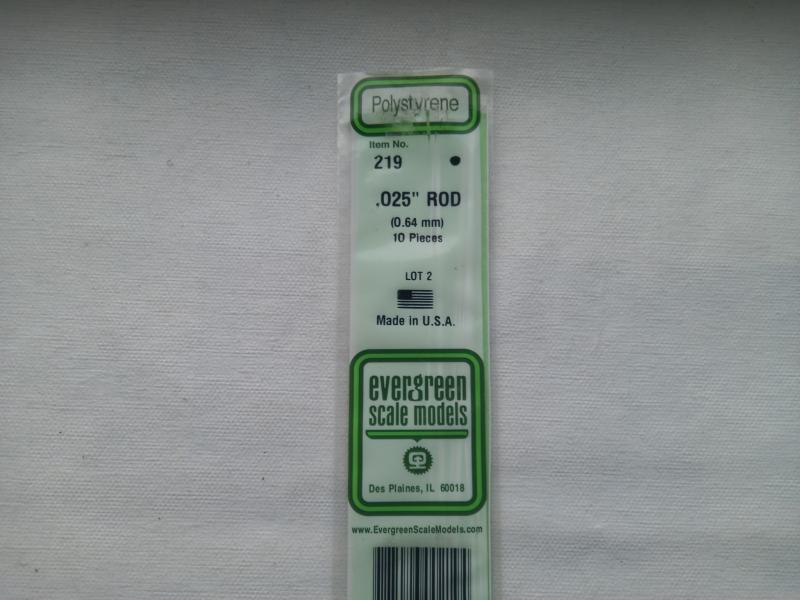 Polystyrene
Item No.
219
.025" ROD
(0.64 mm)
10 Pieces
LOT 2
Made in U.S.A.
evergreen
scale models
Des Plaines, IL 60018
www.EvergreenScaleModels.com